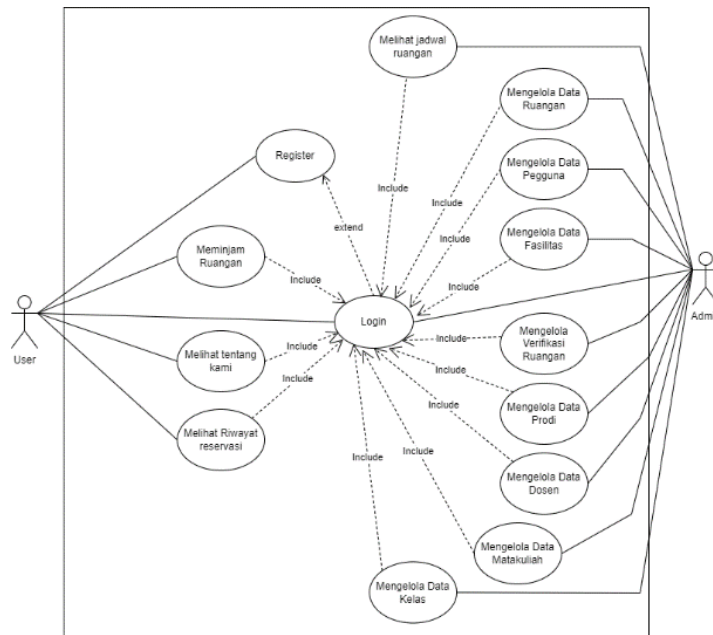 Melihat jadwal
ruangan
Mengelola Data
Ruangan
Register
Include
Include
Mengelola Data
Pegguna
extend
Include
Mengelola Data
Fasilitas
Meminjam
Ruangan
Include
Include
User
Login
Admi
Melihat tentang
kami
Include
Include
Include
Mengelola
Verifikasi
Ruangan
Include
Melihat Riwayat
reservasi
Mengelola Data
Prodi
Include
Include
Include
Mengelola Data
Dosen
Mengelola Data
Matakuliah
Mengelola Data
Kelas